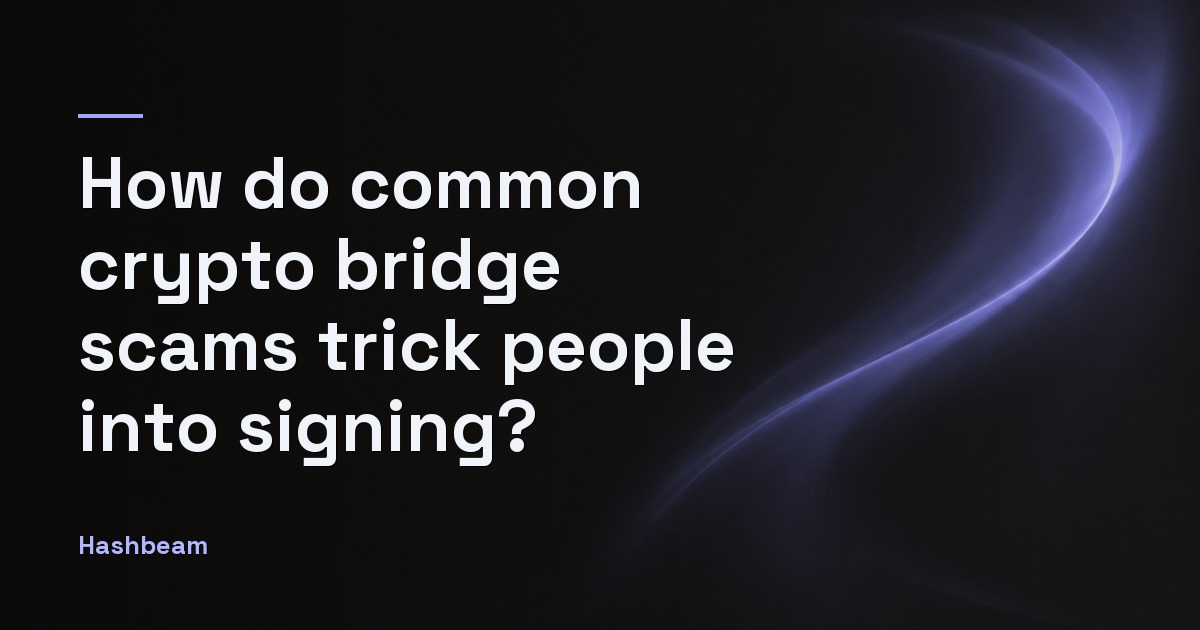 How do common
crypto bridge
scams trick people
into signing?
Hashbeam